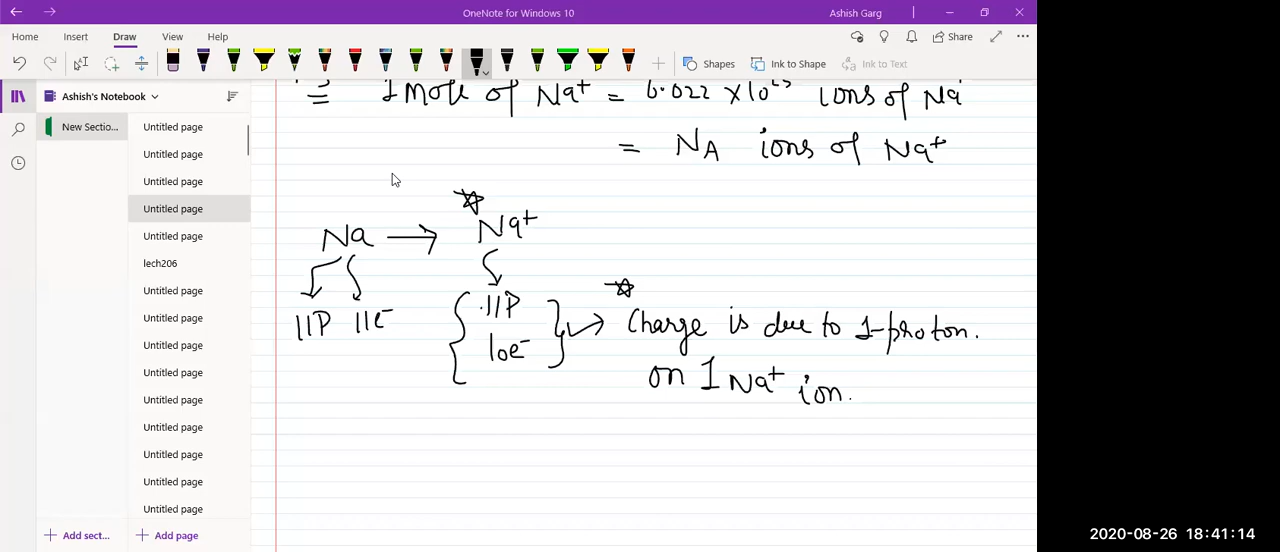 OneNote for Windows 10
Ashish Garg
Home Insert Draw View Help
Share
Shapes
Ink to Shape
Ink to Text
Ashish's Notebook
New Sectio...
Untitled page
Untitled page
Untitled page
Untitled page
Untitled page
lech206
Untitled page
Untitled page
Untitled page
Untitled page
Untitled page
Untitled page
Untitled page
Untitled page
Untitled page
Add sect...
Add page
1 mole of Na+ = 6.022 x 10²³ ions of Na
= NA ions of Na+
Na → Na+
11P 11e-
11P
10e-
Charge is due to 1-proton.
on 1 Na+ ion.
2020-08-26 18:41:14